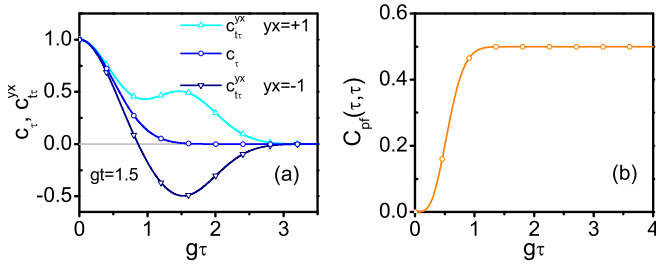 c_{tτ}^{yx} yx=+1
c_τ
c_{tτ}^{yx} yx=-1
c_τ, c_{tτ}^{yx}
1.0
0.5
0.0
-0.5
gt=1.5
(a)
0 1 2 3
gτ
C_{pf}(τ,τ)
0.6
0.4
0.2
0.0
(b)
0 1 2 3 4
gτ